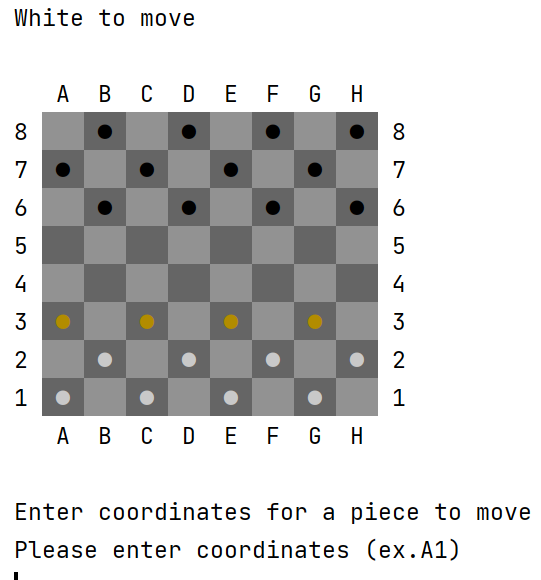 White to move
A B C D E F G H
8 8
7 7
6 6
5 5
4 4
3 3
2 2
1 1
A B C D E F G H
Enter coordinates for a piece to move
Please enter coordinates (ex.A1)